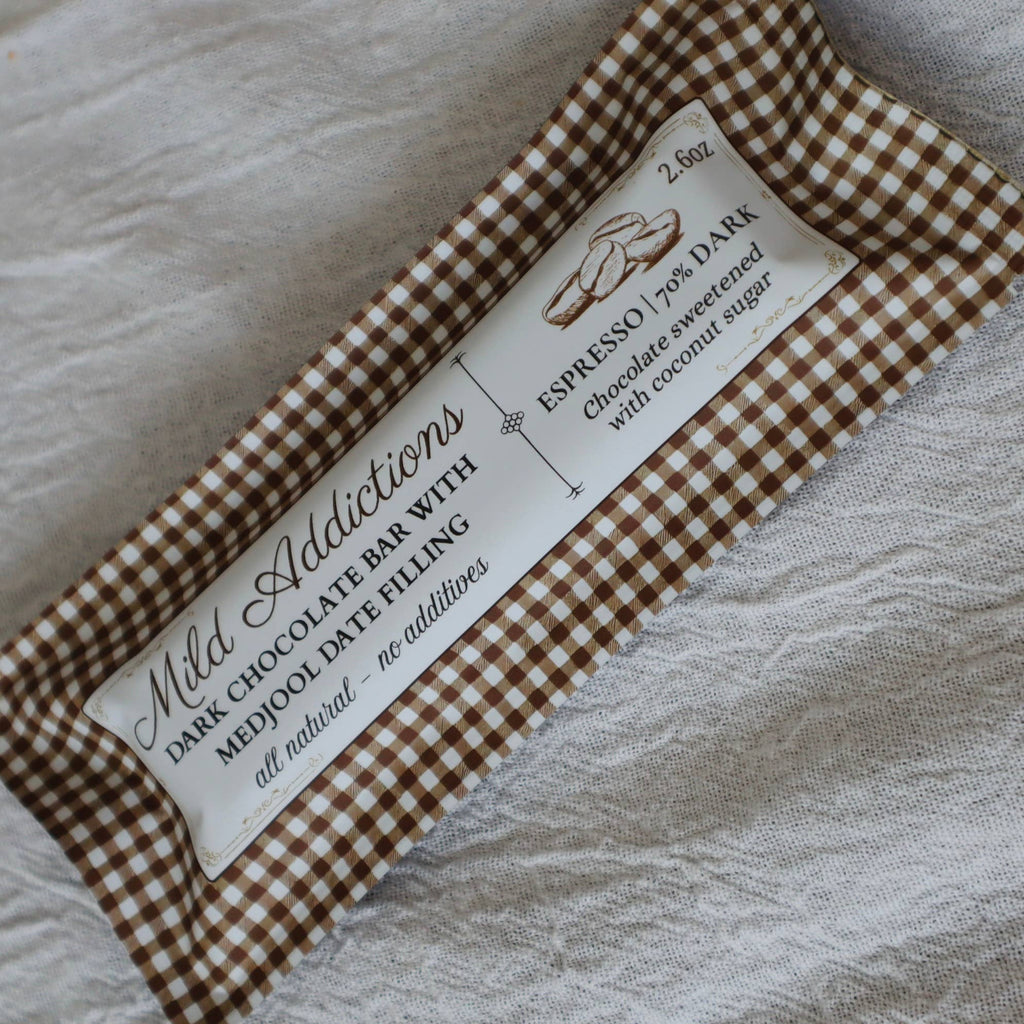 Mild Addictions
DARK CHOCOLATE BAR WITH
MEDJOOL DATE FILLING
all natural - no additives
2.6oz
ESPRESSO | 70% DARK
Chocolate sweetened
with coconut sugar